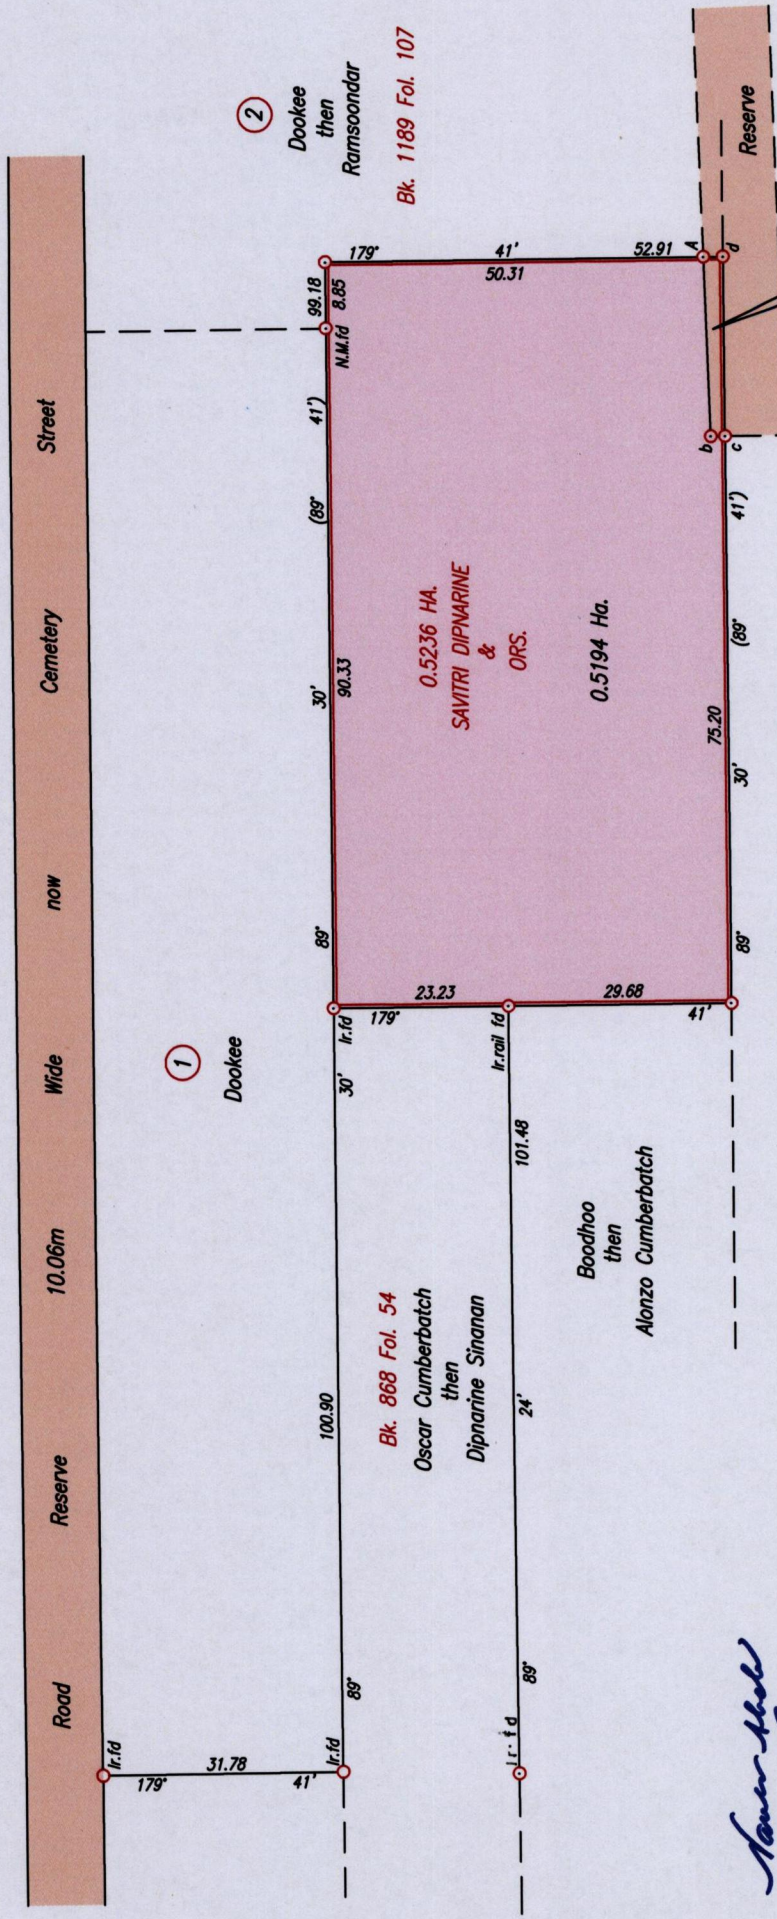 Road Reserve 10.06m Wide now Cemetery Street
Ir.fd
179° 31.78 41'
Ir.fd
1
Dookee
2
Dookee
then
Ramsoondar
Bk. 1189 Fol. 107
89° 100.90 30'
Ir.fd
89° 30' (89° 41')
90.33
N.M.fd
99.18
8.85
179° 41' 52.91
50.31
A
d
b
c
Reserve
179° 23.23
Ir.rail fd
29.68
41'
Bk. 868 Fol. 54
Oscar Cumberbatch
then
Dipnarine Sinanan
Ir.fd
89° 24' 101.48
Boodhoo
then
Alonzo Cumberbatch
0.5236 HA.
SAVITRI DIPNARINE
&
ORS.
0.5194 Ha.
89° 30' 75.20 (89° 41')